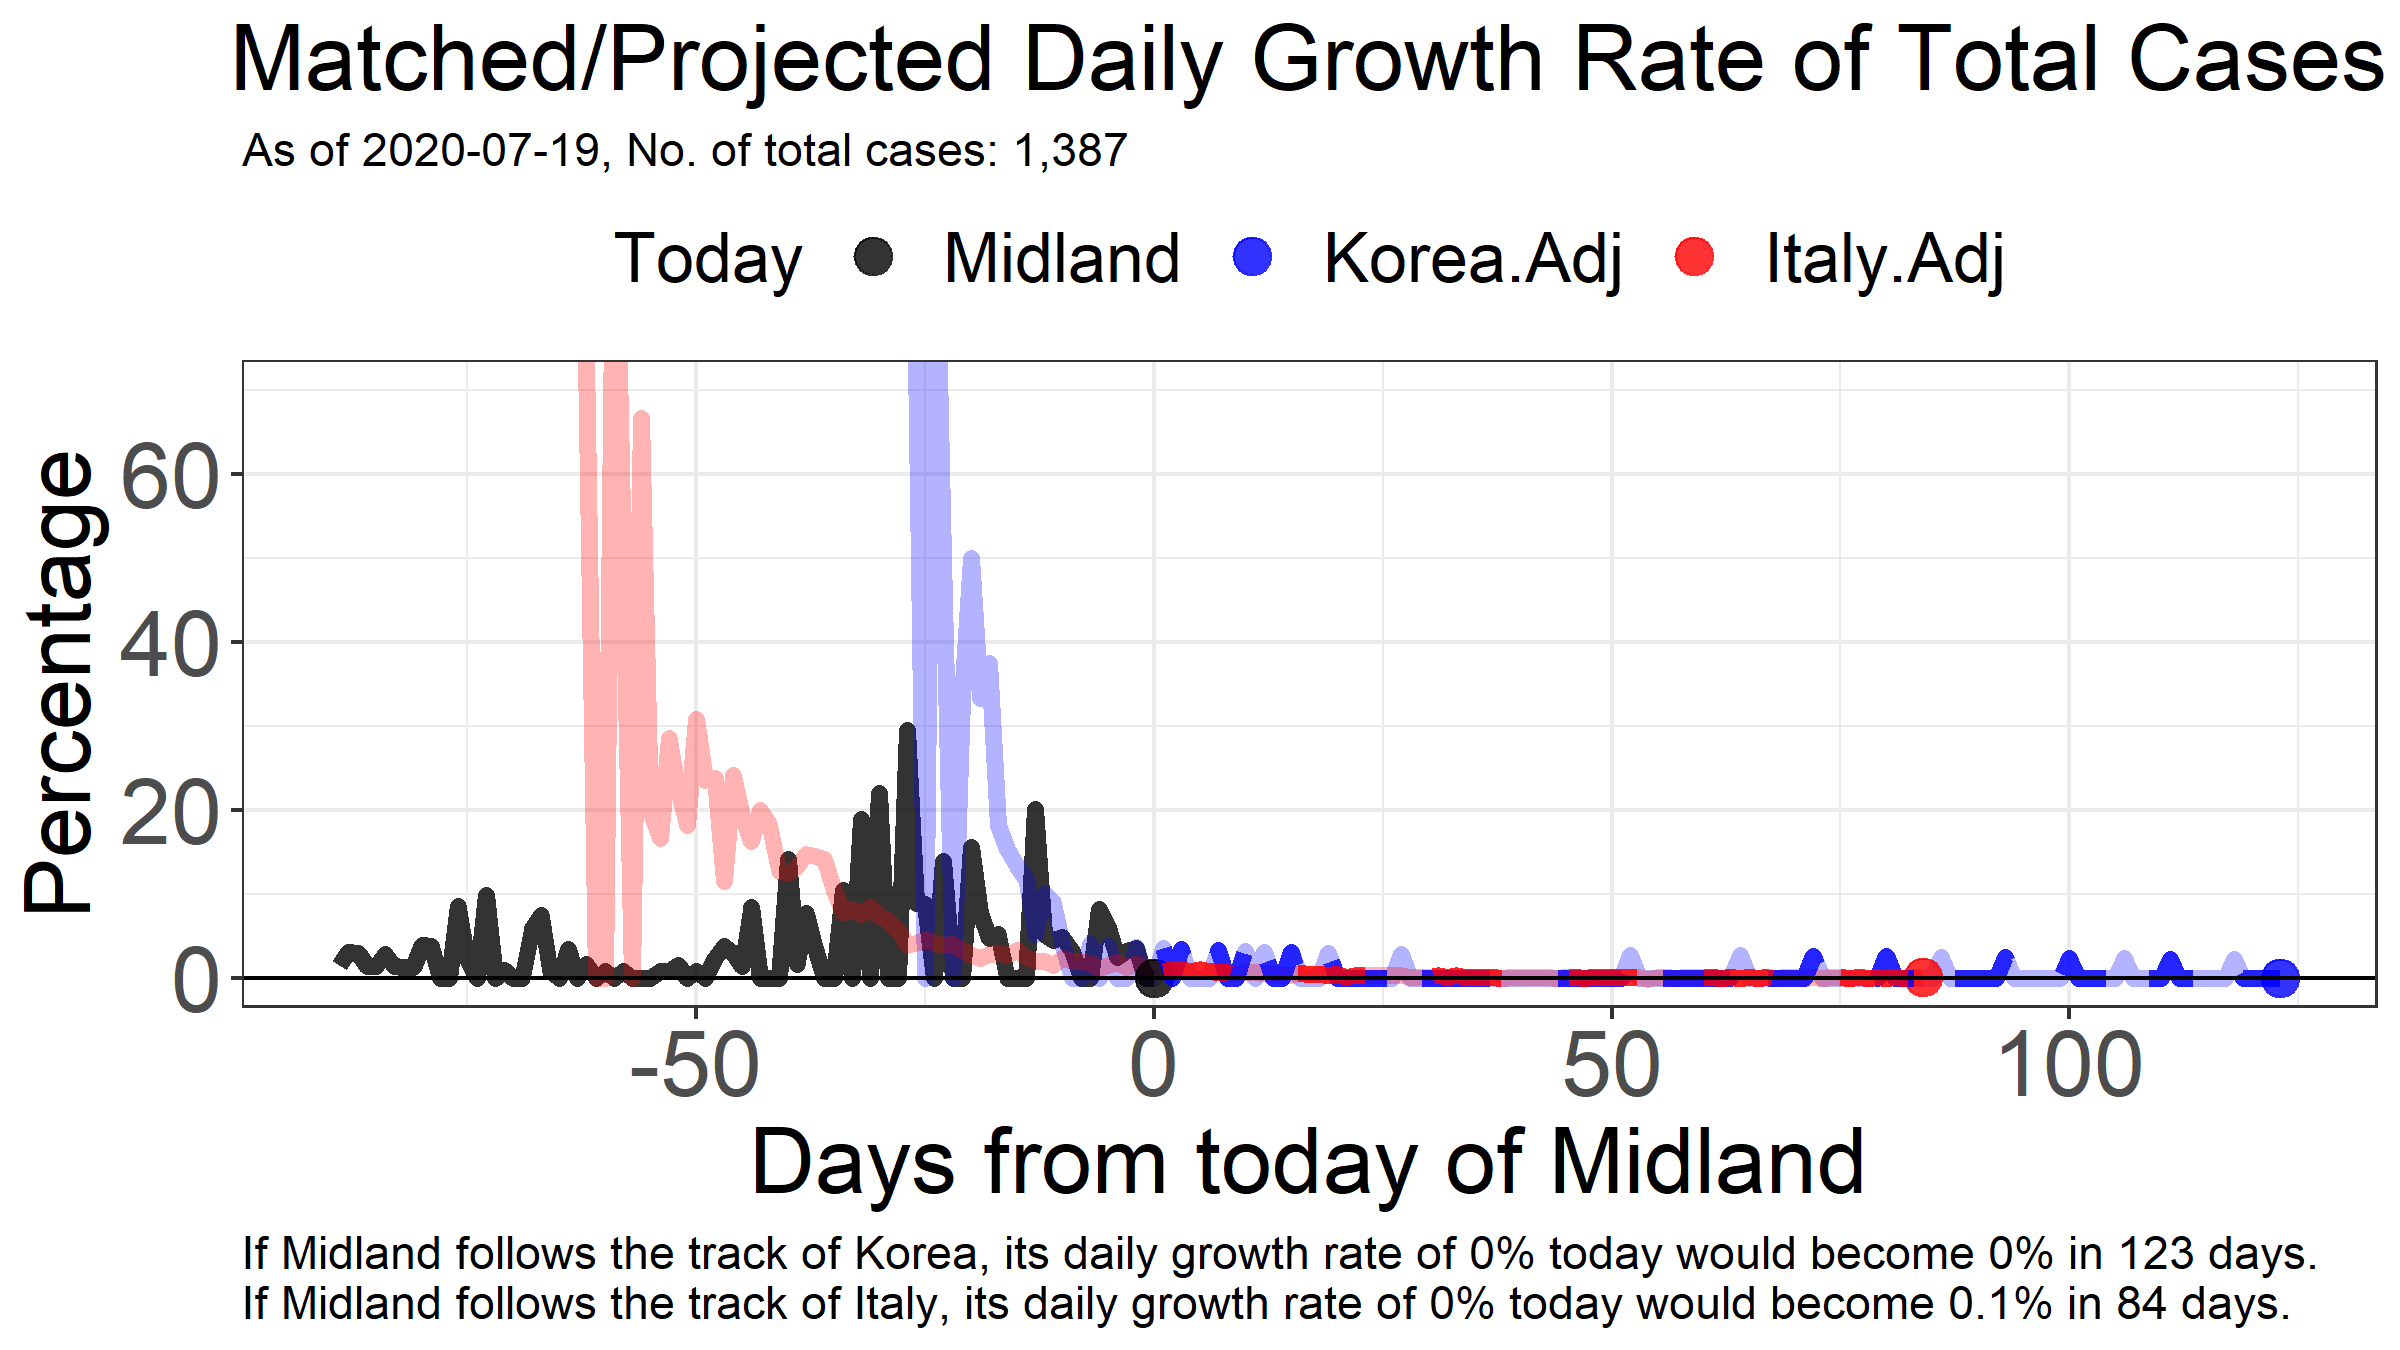 Matched/Projected Daily Growth Rate of Total Cases
As of 2020-07-19, No. of total cases: 1,387
Today Midland Korea.Adj Italy.Adj
Percentage
60
40
20
0
-50 0 50 100
Days from today of Midland
If Midland follows the track of Korea, its daily growth rate of 0% today would become 0% in 123 days.
If Midland follows the track of Italy, its daily growth rate of 0% today would become 0.1% in 84 days.